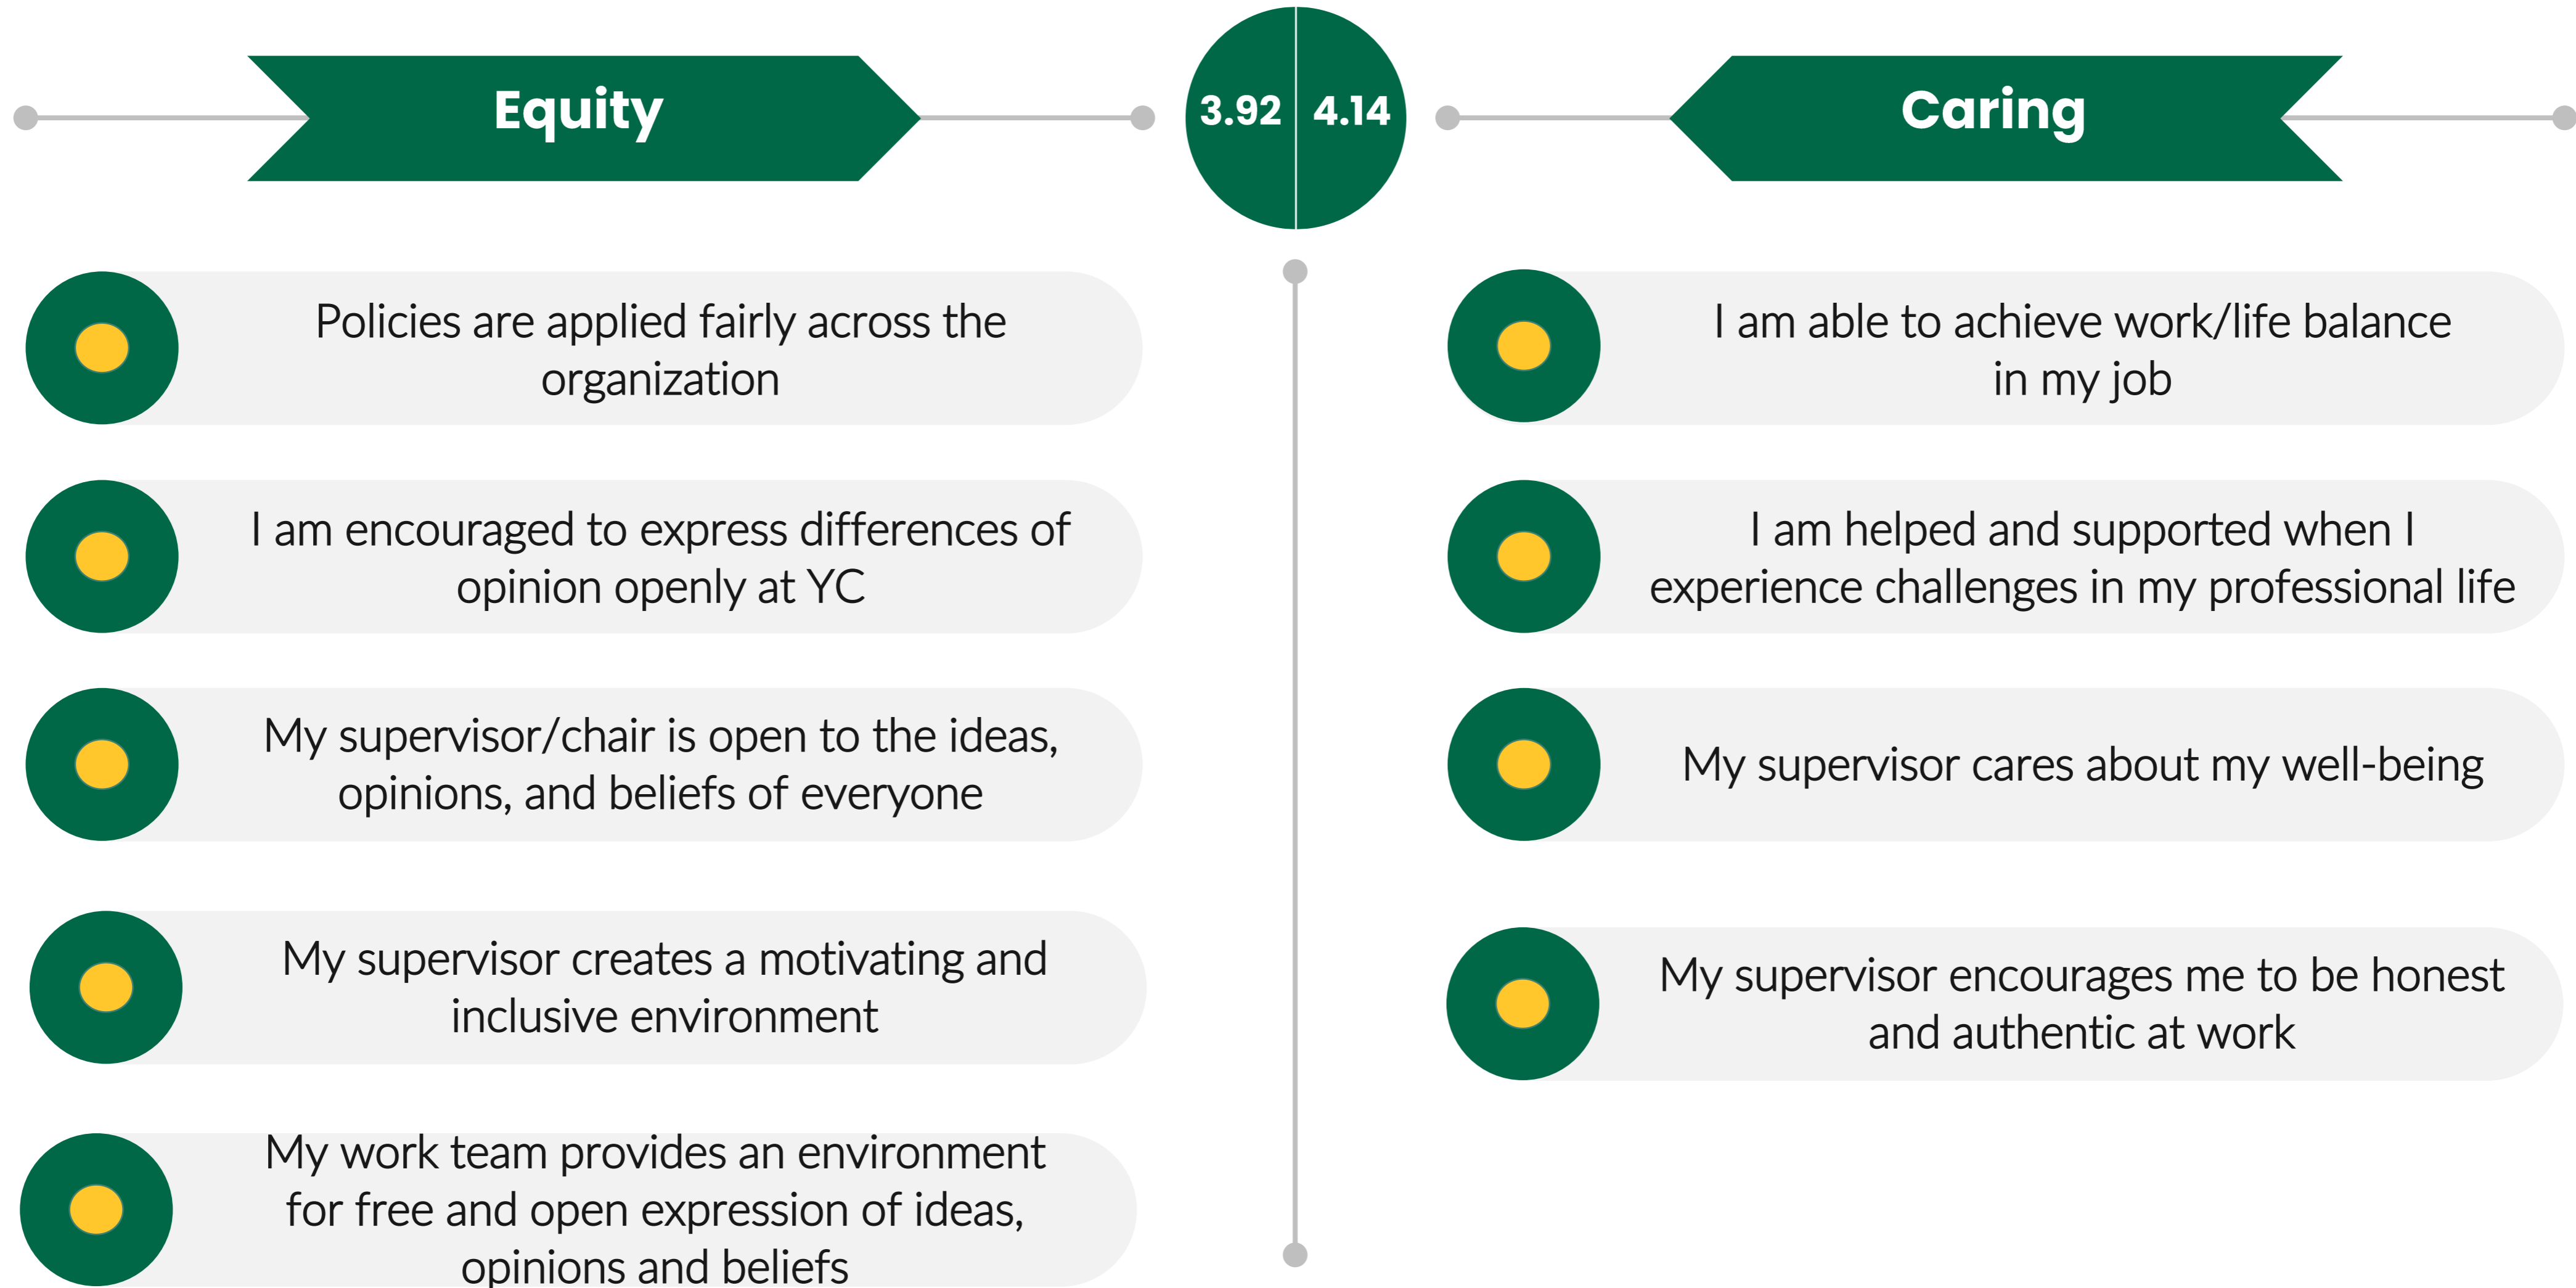 Equity
3.92
4.14
Caring
Policies are applied fairly across the
organization
I am encouraged to express differences of
opinion openly at YC
My supervisor/chair is open to the ideas,
opinions, and beliefs of everyone
My supervisor creates a motivating and
inclusive environment
My work team provides an environment
for free and open expression of ideas,
opinions and beliefs
I am able to achieve work/life balance
in my job
I am helped and supported when I
experience challenges in my professional life
My supervisor cares about my well-being
My supervisor encourages me to be honest
and authentic at work